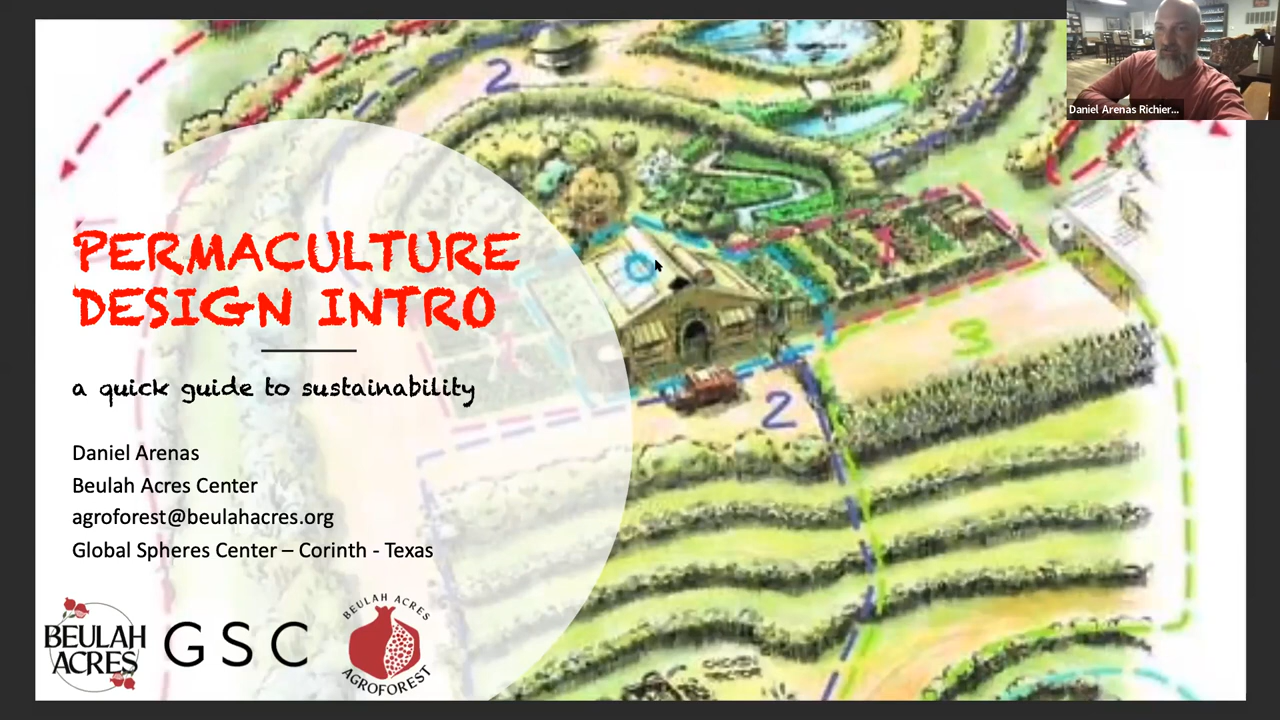 Daniel Arenas Richier...
PERMACULTURE
DESIGN INTRO
a quick guide to sustainability
Daniel Arenas
Beulah Acres Center
agroforest@beulahacres.org
Global Spheres Center – Corinth - Texas
BEULAH
ACRES
GSC
BEULAH ACRES
AGROFOREST
2
0
1
3
2
1